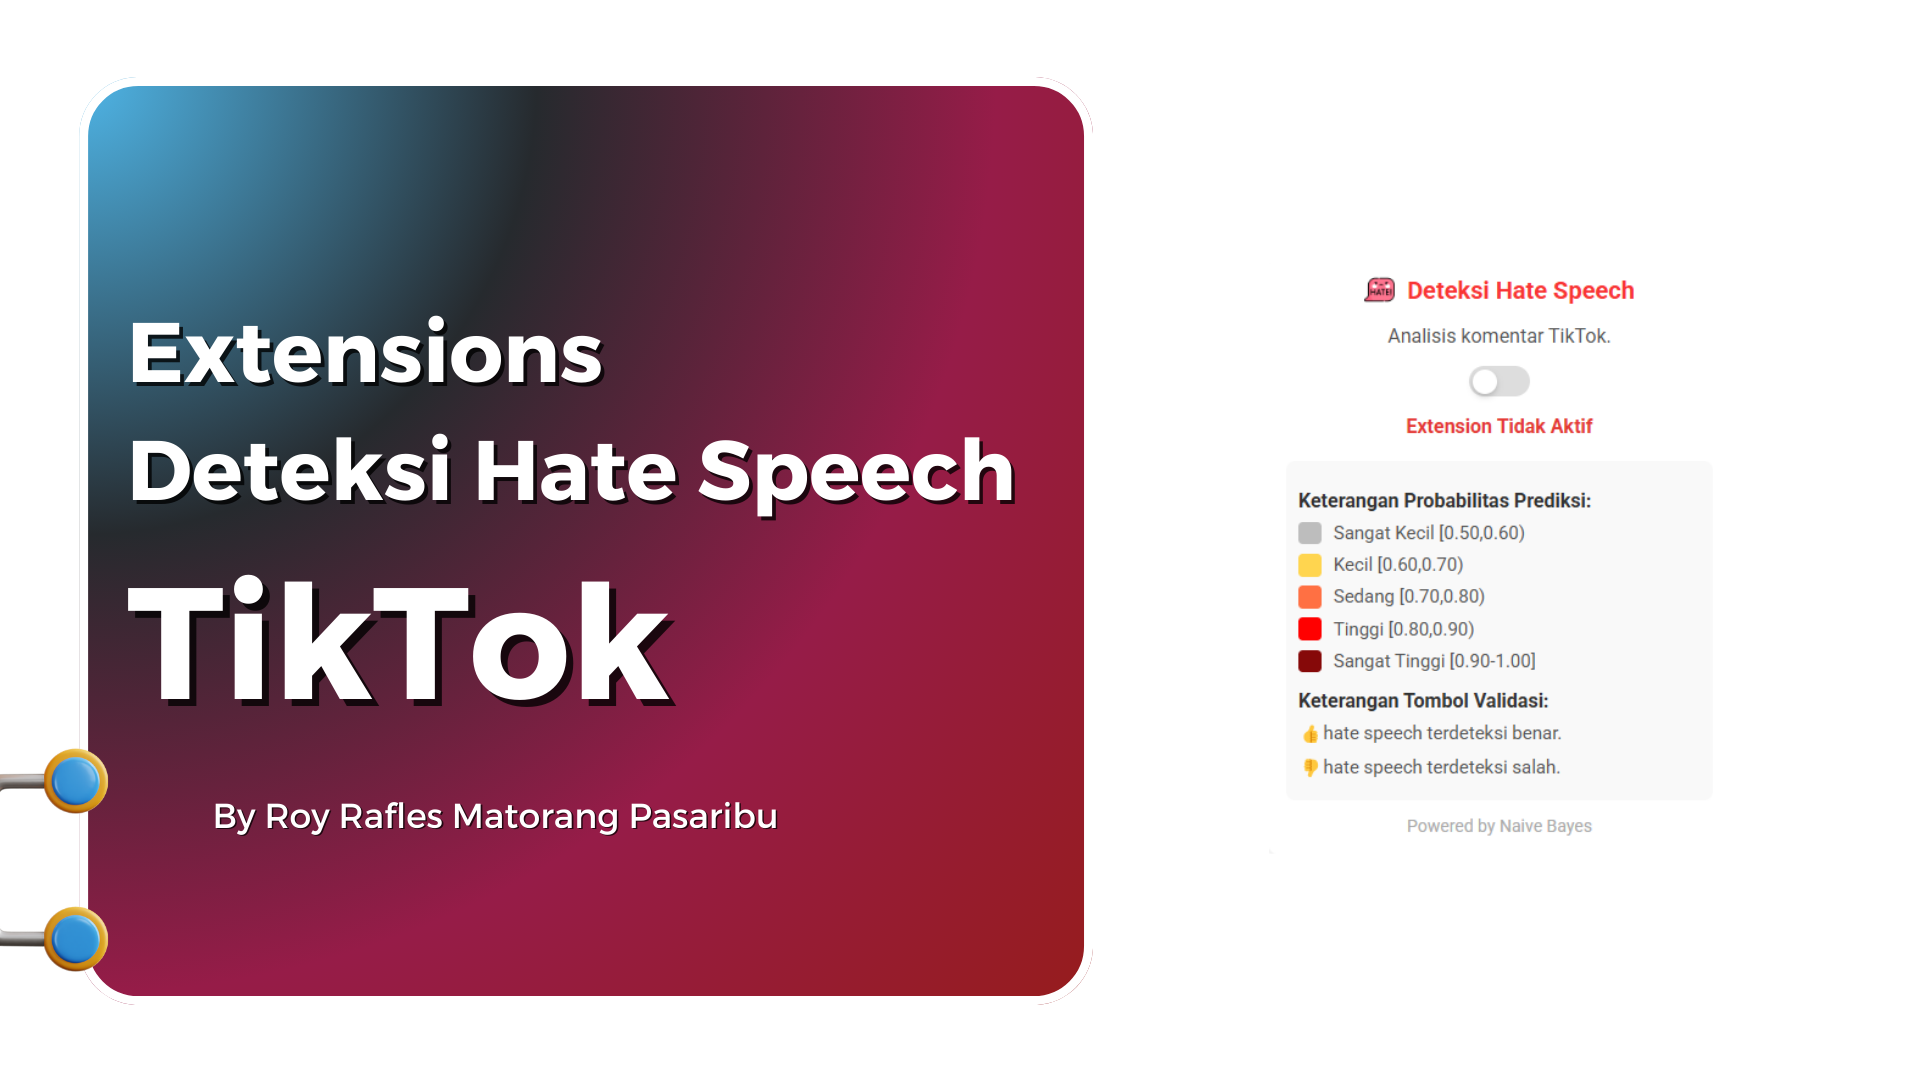 Extensions
Deteksi Hate Speech
TikTok
By Roy Rafles Matorang Pasaribu
HATE!
Deteksi Hate Speech
Analisis komentar TikTok.
Extension Tidak Aktif
Keterangan Probabilitas Prediksi:
Sangat Kecil [0.50,0.60)
Kecil [0.60,0.70)
Sedang [0.70,0.80)
Tinggi [0.80,0.90)
Sangat Tinggi [0.90-1.00]
Keterangan Tombol Validasi:
👍 hate speech terdeteksi benar.
👎 hate speech terdeteksi salah.
Powered by Naive Bayes